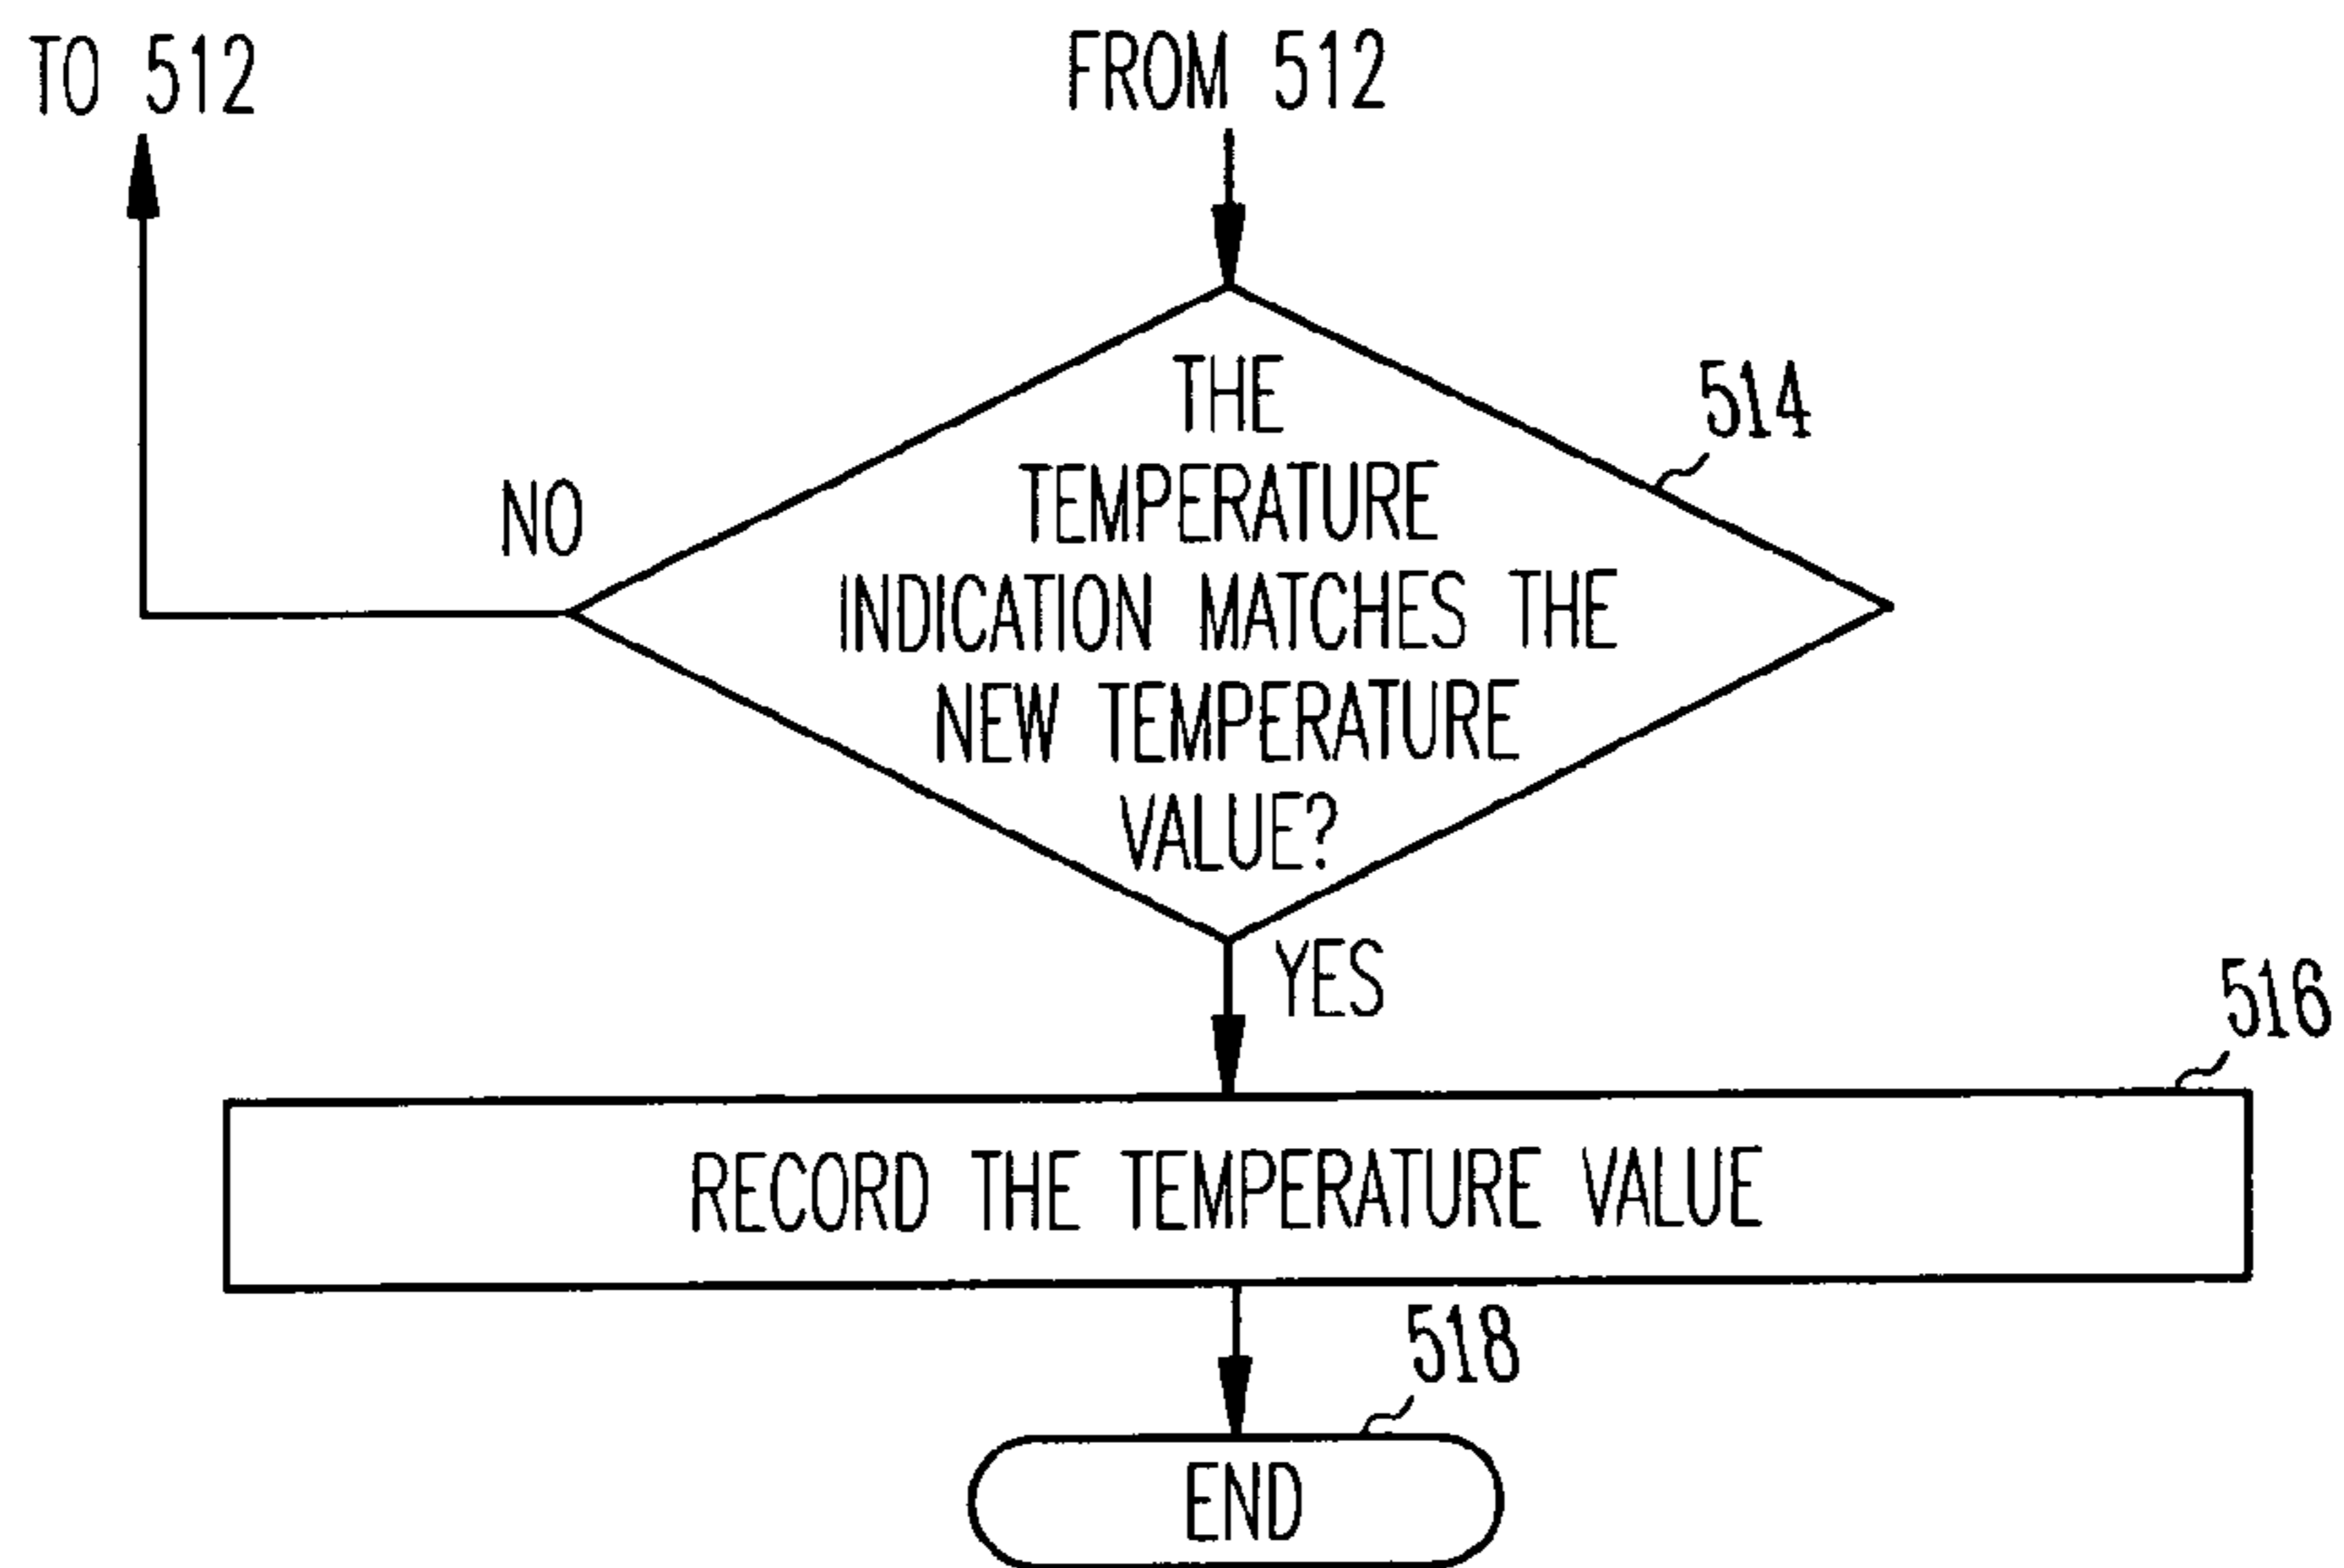 TO 512
FROM 512
THE
TEMPERATURE
INDICATION MATCHES THE
NEW TEMPERATURE
VALUE?
514
NO
YES
516
RECORD THE TEMPERATURE VALUE
518
END